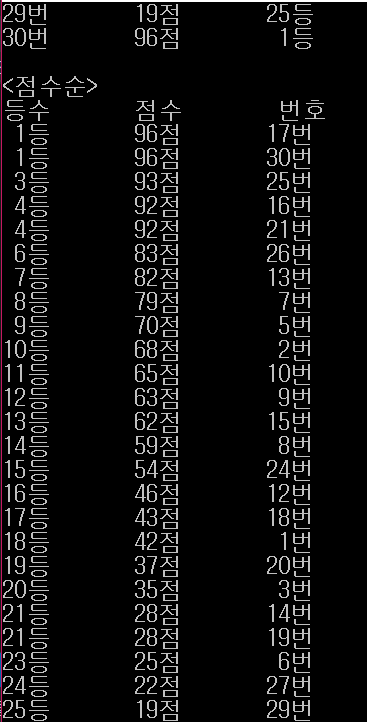 29번 19점 25등
30번 96점 1등
<점수순>
등수 점수 번호
1등 96점 17번
1등 96점 30번
3등 93점 25번
4등 92점 16번
4등 92점 21번
6등 83점 26번
7등 82점 13번
8등 79점 7번
9등 70점 5번
10등 68점 2번
11등 65점 10번
12등 63점 9번
13등 62점 15번
14등 59점 8번
15등 54점 24번
16등 46점 12번
17등 43점 18번
18등 42점 1번
19등 37점 20번
20등 35점 3번
21등 28점 14번
21등 28점 19번
23등 25점 6번
24등 22점 27번
25등 19점 29번